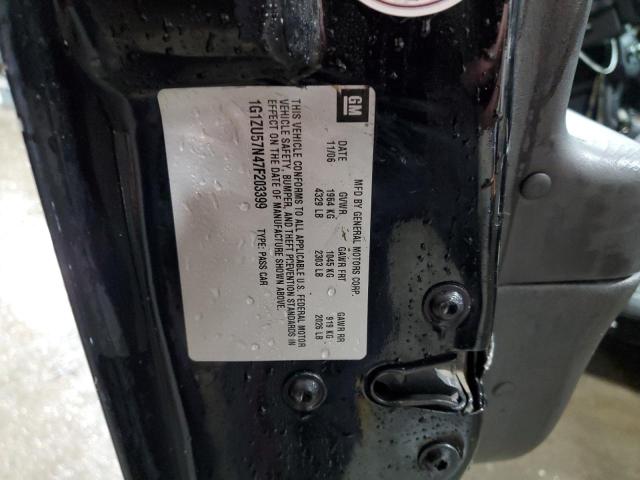 GM
MFD BY GENERAL MOTORS CORP.
DATE GVWR GAWR FRT GAWR RR
11/06 1964 KG 1045 KG 919 KG
4329 LB 2303 LB 2026 LB
THIS VEHICLE CONFORMS TO ALL APPLICABLE U.S. FEDERAL MOTOR
VEHICLE SAFETY, BUMPER, AND THEFT PREVENTION STANDARDS IN
EFFECT ON THE DATE OF MANUFACTURE SHOWN ABOVE.
1G1ZU57N47F203399 TYPE: PASS CAR